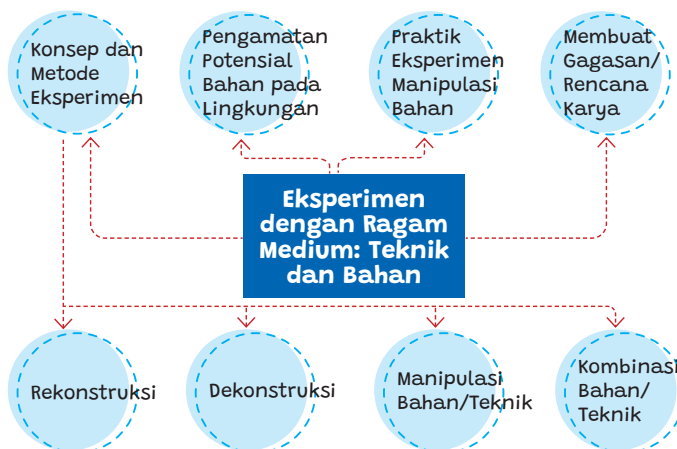 Konsep dan
Metode
Eksperimen
Pengamatan
Potensial
Bahan pada
Lingkungan
Praktik
Eksperimen
Manipulasi
Bahan
Membuat
Gagasan/
Rencana
Karya
Eksperimen
dengan Ragam
Medium: Teknik
dan Bahan
Rekonstruksi
Dekonstruksi
Manipulasi
Bahan/Teknik
Kombinasi
Bahan/
Teknik